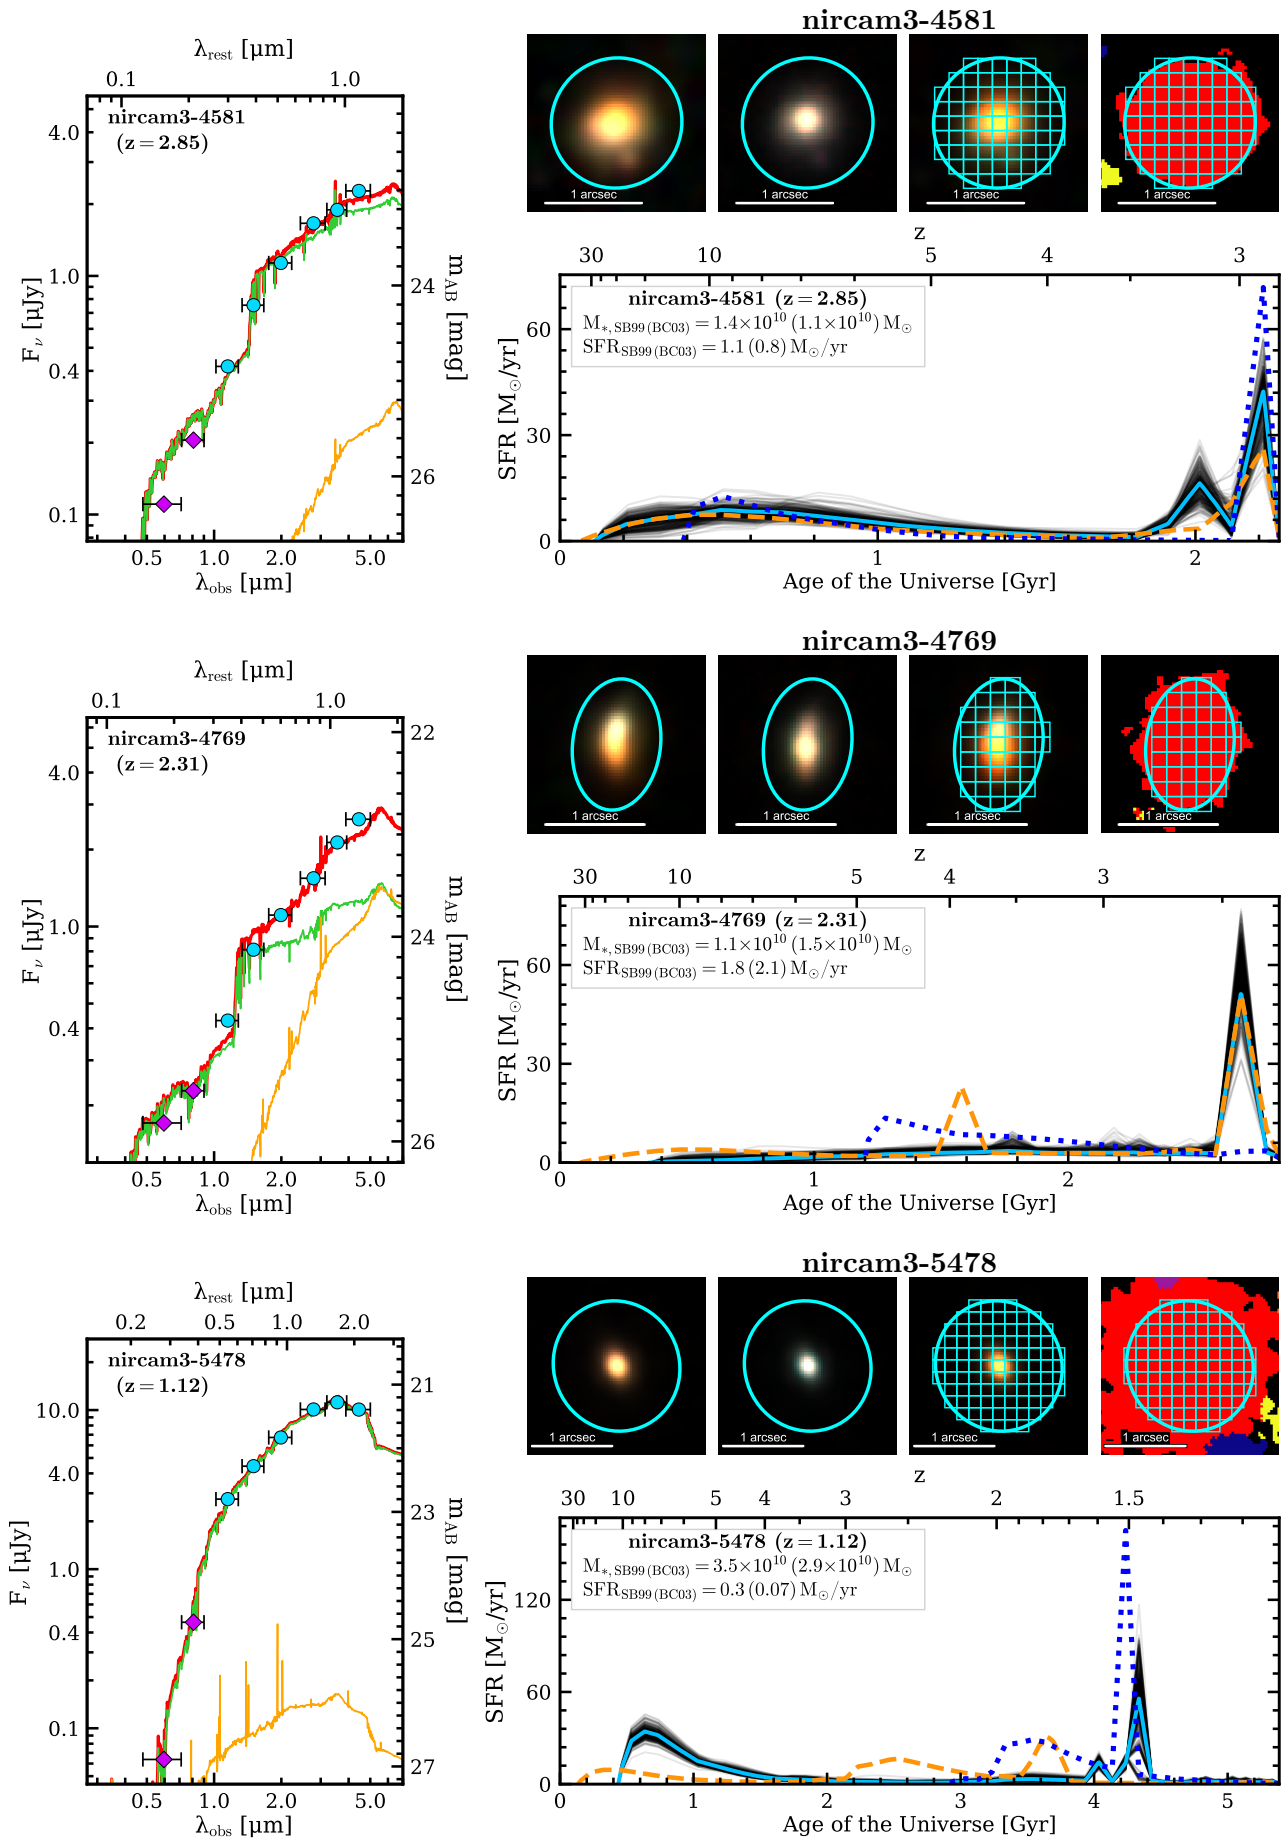 nircam3-4581
λrest [μm]
0.1 1.0
nircam3-4581
(z = 2.85)
4.0
1.0
0.4
0.1
Fν [μJy]
24
26
mAB [mag]
0.5 1.0 2.0 5.0
λobs [μm]
1 arcsec 1 arcsec 1 arcsec 1 arcsec
z
30 10 5 4 3
nircam3-4581 (z=2.85)
M*, SB99 (BC03) = 1.4×10^10 (1.1×10^10) M⊙
SFRSB99 (BC03) = 1.1 (0.8) M⊙/yr
60
30
0
SFR [M⊙/yr]
0 1 2
Age of the Universe [Gyr]
nircam3-4769
λrest [μm]
0.1 1.0
nircam3-4769
(z = 2.31)
4.0
1.0
0.4
Fν [μJy]
22
24
26
mAB [mag]
0.5 1.0 2.0 5.0
λobs [μm]
1 arcsec 1 arcsec 1 arcsec 1 arcsec
z
30 10 5 4 3
nircam3-4769 (z=2.31)
M*, SB99 (BC03) = 1.1×10^10 (1.5×10^10) M⊙
SFRSB99 (BC03) = 1.8 (2.1) M⊙/yr
60
30
0
SFR [M⊙/yr]
0 1 2
Age of the Universe [Gyr]
nircam3-5478
λrest [μm]
0.2 0.5 1.0 2.0
nircam3-5478
(z = 1.12)
10.0
4.0
1.0
0.4
0.1
Fν [μJy]
21
23
25
27
mAB [mag]
0.5 1.0 2.0 5.0
λobs [μm]
1 arcsec 1 arcsec 1 arcsec 1 arcsec
z
30 10 5 4 3 2 1.5
nircam3-5478 (z=1.12)
M*, SB99 (BC03) = 3.5×10^10 (2.9×10^10) M⊙
SFRSB99 (BC03) = 0.3 (0.07) M⊙/yr
120
60
0
SFR [M⊙/yr]
0 1 2 3 4 5
Age of the Universe [Gyr]